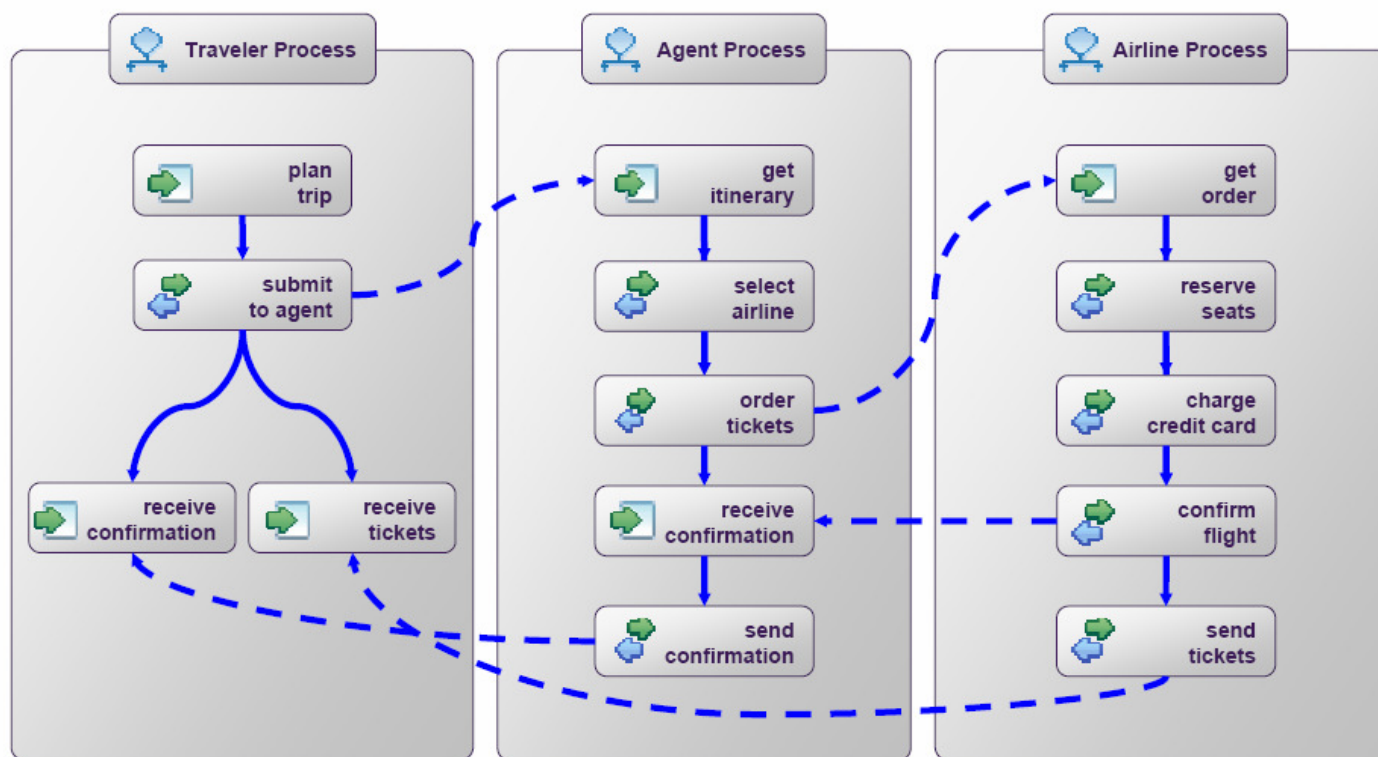 Traveler Process
plan
trip
submit
to agent
receive
confirmation
receive
tickets
Agent Process
get
itinerary
select
airline
order
tickets
receive
confirmation
send
confirmation
Airline Process
get
order
reserve
seats
charge
credit card
confirm
flight
send
tickets